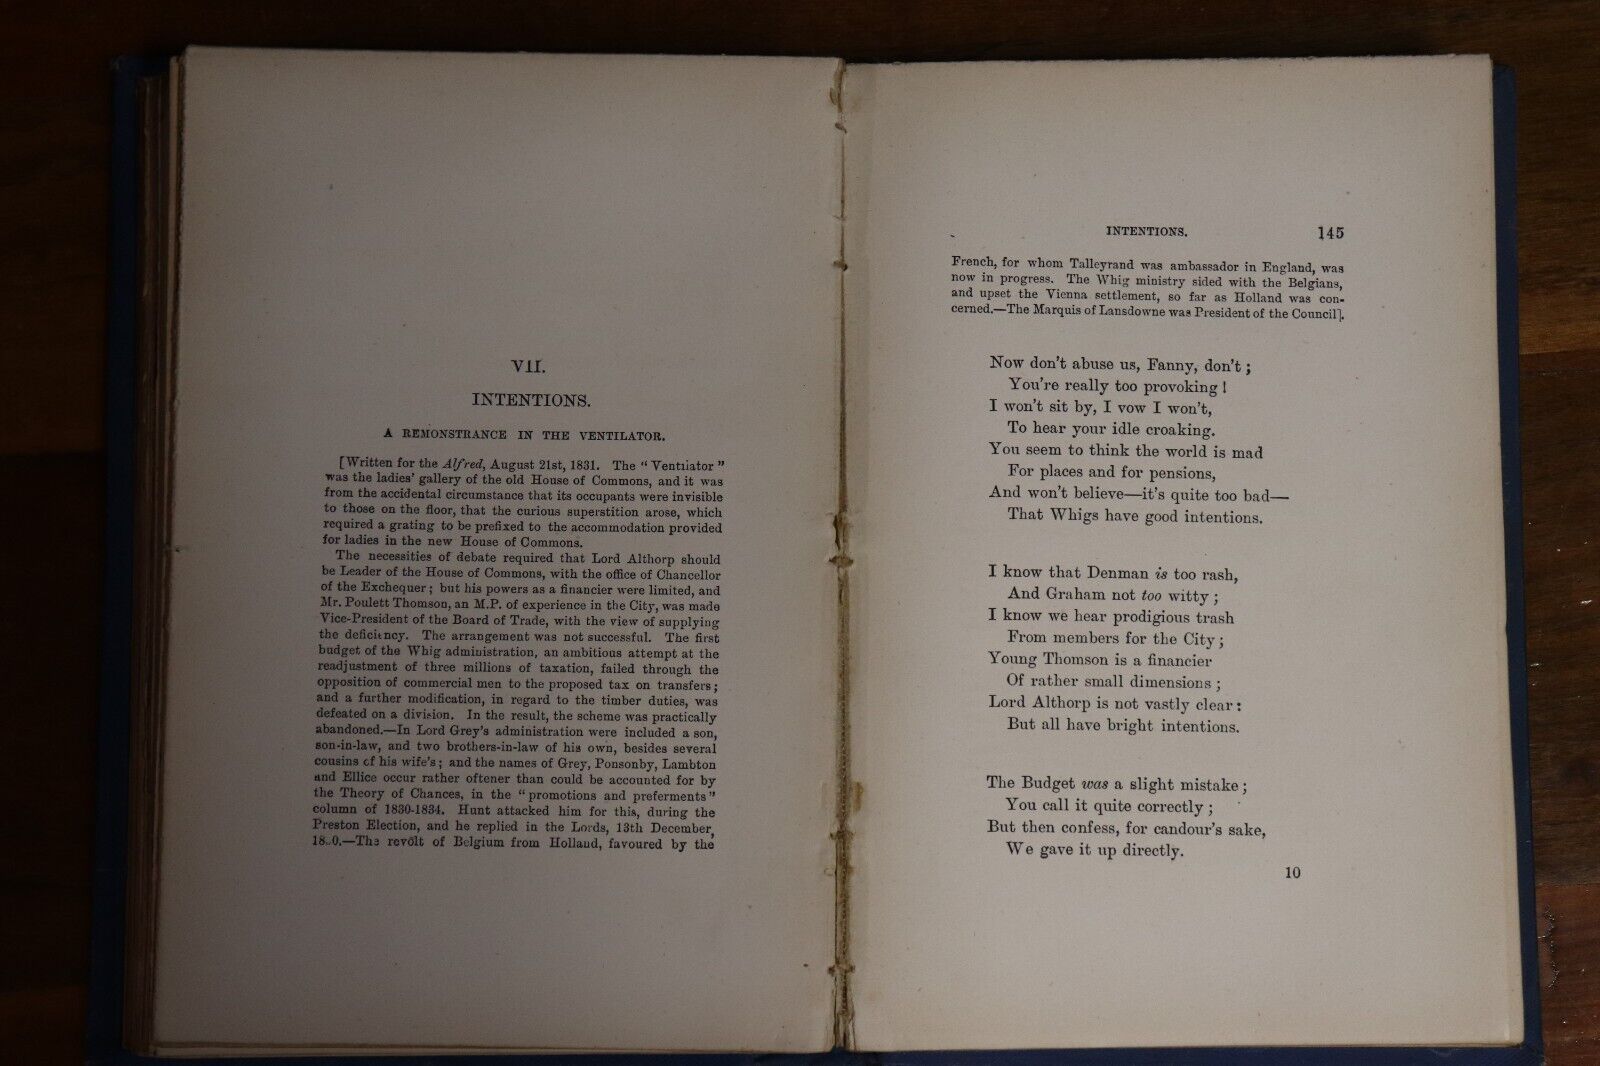 VII.
INTENTIONS.
A REMONSTRANCE IN THE VENTILATOR.
[Written for the Alfred, August 21st, 1831. The "Ventilator"
was the ladies' gallery of the old House of Commons, and it was
from the accidental circumstance that its occupants were invisible
to those on the floor, that the curious superstition arose, which
required a grating to be prefixed to the accommodation provided
for ladies in the new House of Commons.
The necessities of debate required that Lord Althorp should
be Leader of the House of Commons, with the office of Chancellor
of the Exchequer; but his powers as a financier were limited, and
Mr. Poulett Thomson, an M.P. of experience in the City, was made
Vice-President of the Board of Trade, with the view of supplying
the deficiency. The arrangement was not successful. The first
budget of the Whig administration, an ambitious attempt at the
readjustment of three millions of taxation, failed through the
opposition of commercial men to the proposed tax on transfers;
and a further modification, in regard to the timber duties, was
defeated on a division. In the result, the scheme was practically
abandoned.—In Lord Grey's administration were included a son,
son-in-law, and two brothers-in-law of his own, besides several
cousins of his wife's; and the names of Grey, Ponsonby, Lambton
and Ellice occur rather oftener than could be accounted for by
the Theory of Chances, in the "promotions and preferments"
column of 1830-1834. Hunt attacked him for this, during the
Preston Election, and he replied in the Lords, 13th December,
The revolt of Belgium from Holland, favoured by the
INTENTIONS. 145
French, for whom Talleyrand was ambassador in England, was
now in progress. The Whig ministry sided with the Belgians,
and upset the Vienna settlement, so far as Holland was con-
cerned.—The Marquis of Lansdowne was President of the Council].
Now don't abuse us, Fanny, don't;
You're really too provoking!
I won't sit by, I vow I won't,
To hear your idle croaking.
You seem to think the world is mad
For places and for pensions,
And won't believe—it's quite too bad—
That Whigs have good intentions.
I know that Denman is too rash,
And Graham not too witty;
I know we hear prodigious trash
From members for the City;
Young Thomson is a financier
Of rather small dimensions;
Lord Althorp is not vastly clear:
But all have bright intentions.
The Budget was a slight mistake;
You call it quite correctly;
But then confess, for candour's sake,
We gave it up directly.
10